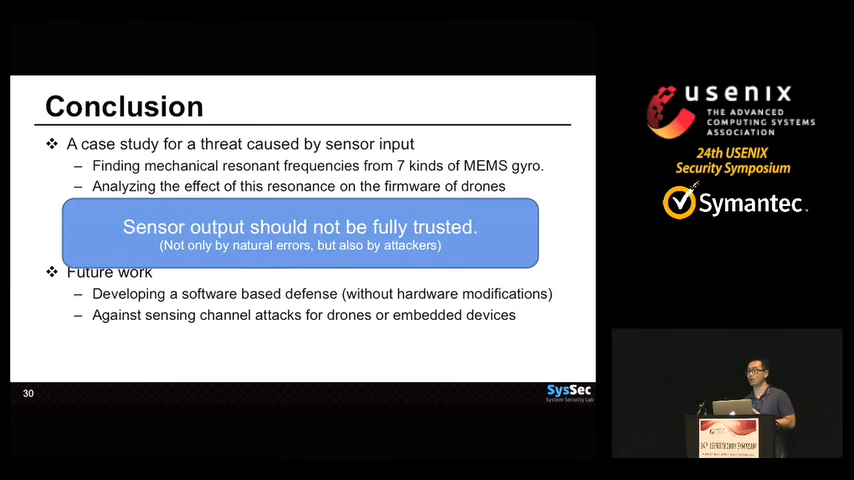 Conclusion
❖ A case study for a threat caused by sensor input
– Finding mechanical resonant frequencies from 7 kinds of MEMS gyro.
– Analyzing the effect of this resonance on the firmware of drones
Sensor output should not be fully trusted.
(Not only by natural errors, but also by attackers)
❖ Future work
– Developing a software based defense (without hardware modifications)
– Against sensing channel attacks for drones or embedded devices
30
SysSec
System Security Lab
usenix
THE ADVANCED
COMPUTING SYSTEMS
ASSOCIATION
24th USENIX
Security Symposium
Symantec.
24TH USENIX SECURITY SYMPOSIUM